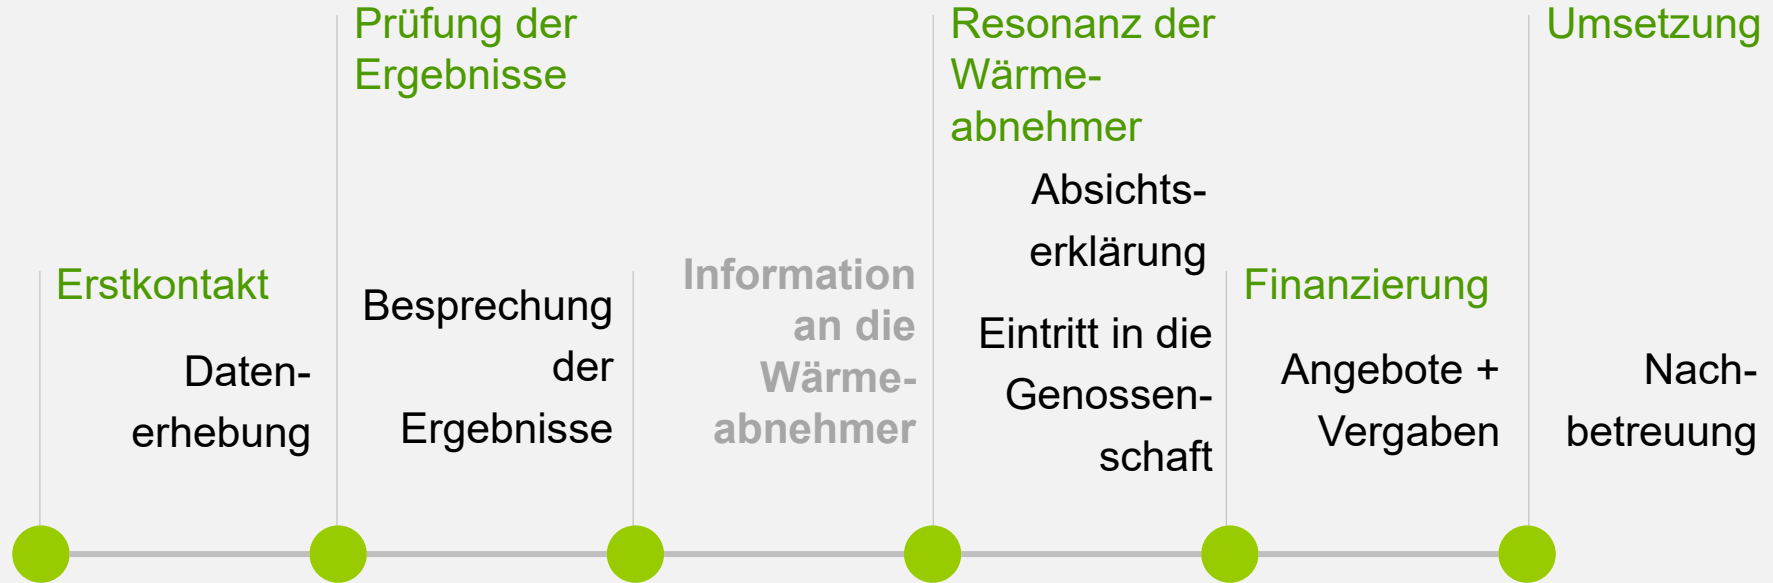 Erstkontakt
Daten-
erhebung
Prüfung der
Ergebnisse
Besprechung
der
Ergebnisse
Information
an die
Wärme-
abnehmer
Resonanz der
Wärme-
abnehmer
Absichts-
erklärung
Eintritt in die
Genossen-
schaft
Finanzierung
Angebote +
Vergaben
Umsetzung
Nach-
betreuung